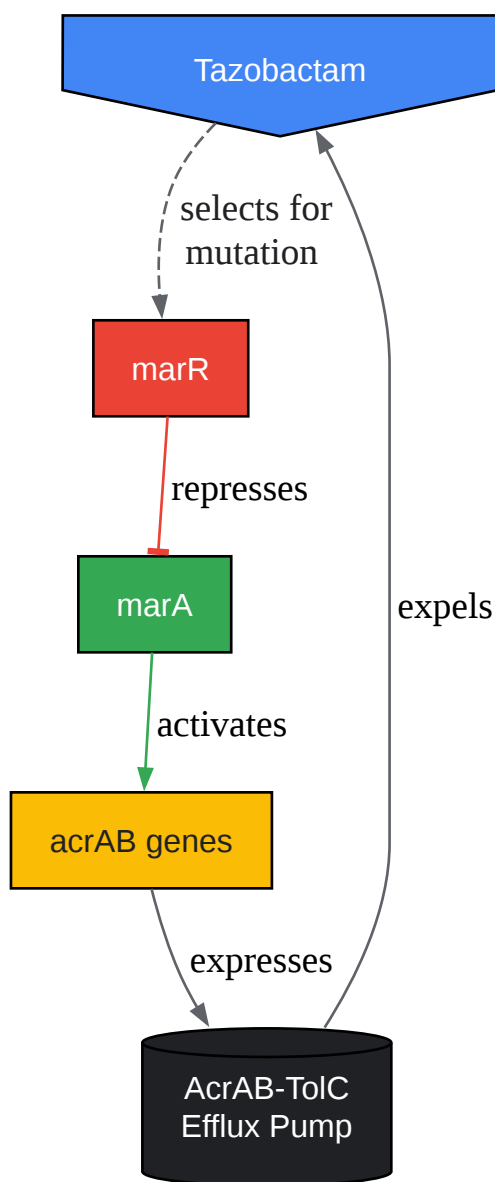 Tazobactam
selects for
mutation
marR
represses
marA
expels
activates
acrAB genes
expresses
AcrAB-TolC
Efflux Pump